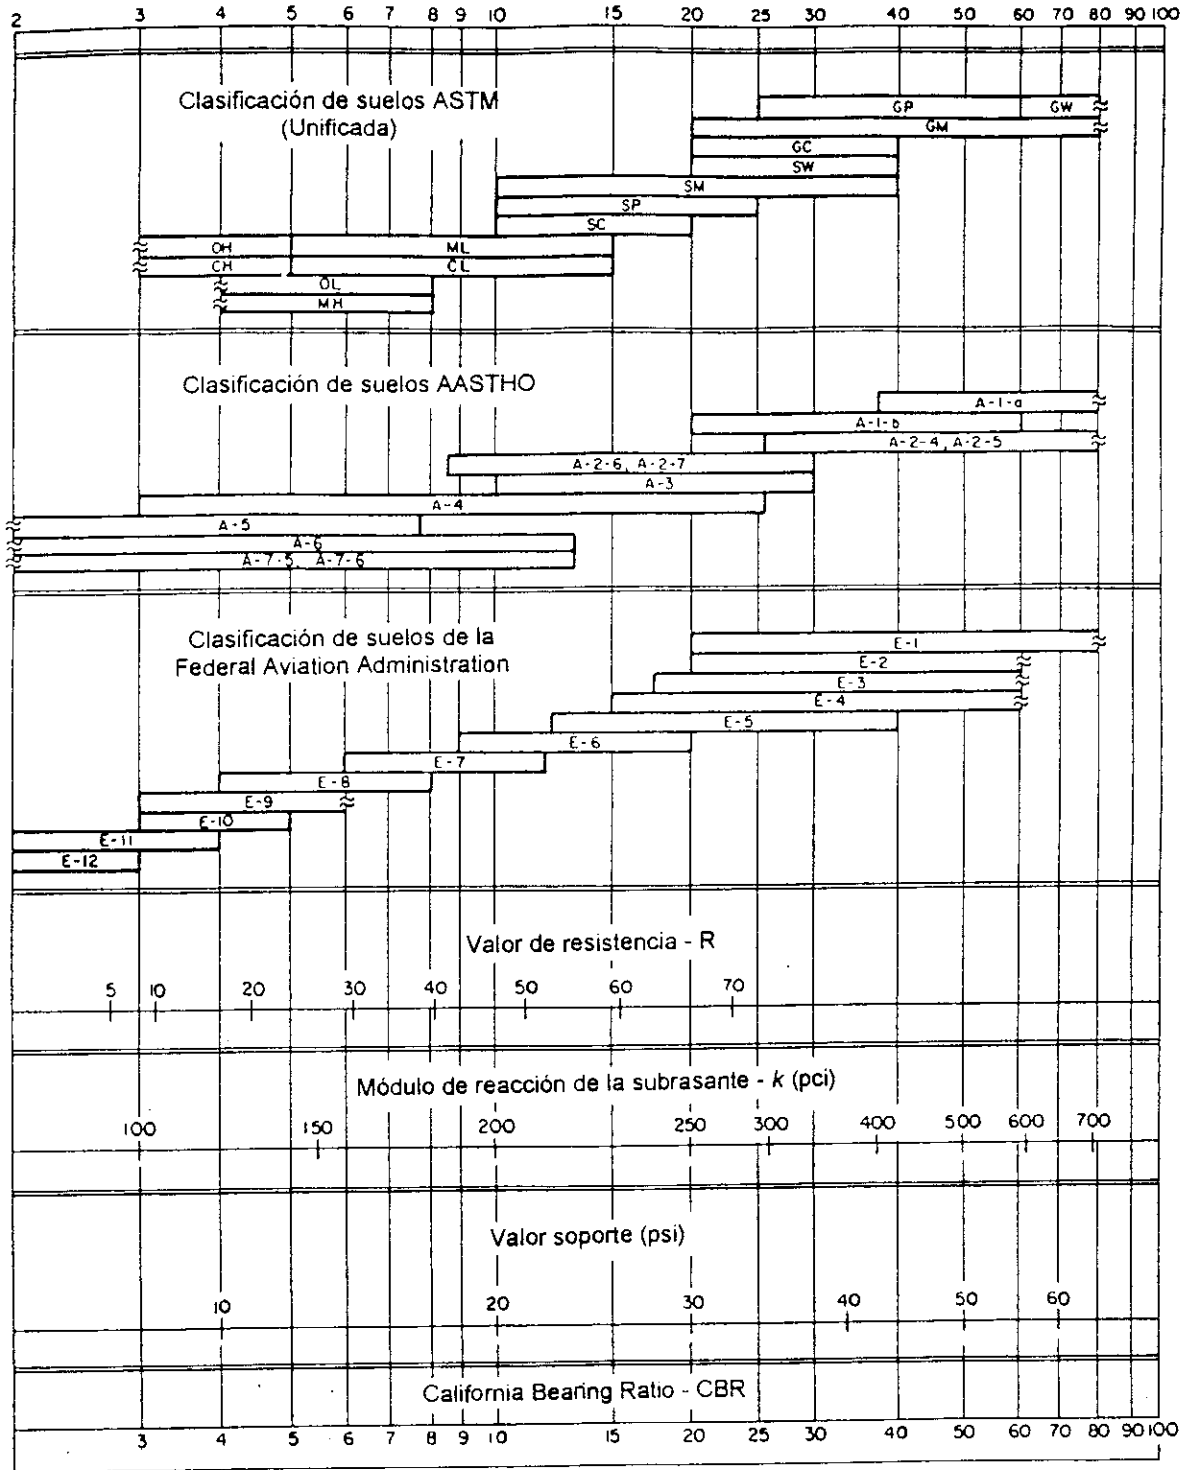 2 3 4 5 6 7 8 9 10 15 20 25 30 40 50 60 70 80 90 100
Clasificación de suelos ASTM
(Unificada)
GP GW
GM
GC
SW
SM
SP
SC
OH ML
CH CL
OL
MH
Clasificación de suelos AASTHO
A-1-a
A-1-b
A-2-4, A-2-5
A-2-6, A-2-7
A-3
A-4
A-5
A-6
A-7-5, A-7-6
Clasificación de suelos de la
Federal Aviation Administration
E-1
E-2
E-3
E-4
E-5
E-6
E-7
E-8
E-9
E-10
E-11
E-12
Valor de resistencia - R
5 10 20 30 40 50 60 70
Módulo de reacción de la subrasante - k (pci)
100 150 200 250 300 400 500 600 700
Valor soporte (psi)
10 20 30 40 50 60
California Bearing Ratio - CBR
3 4 5 6 7 8 9 10 15 20 25 30 40 50 60 70 80 90 100